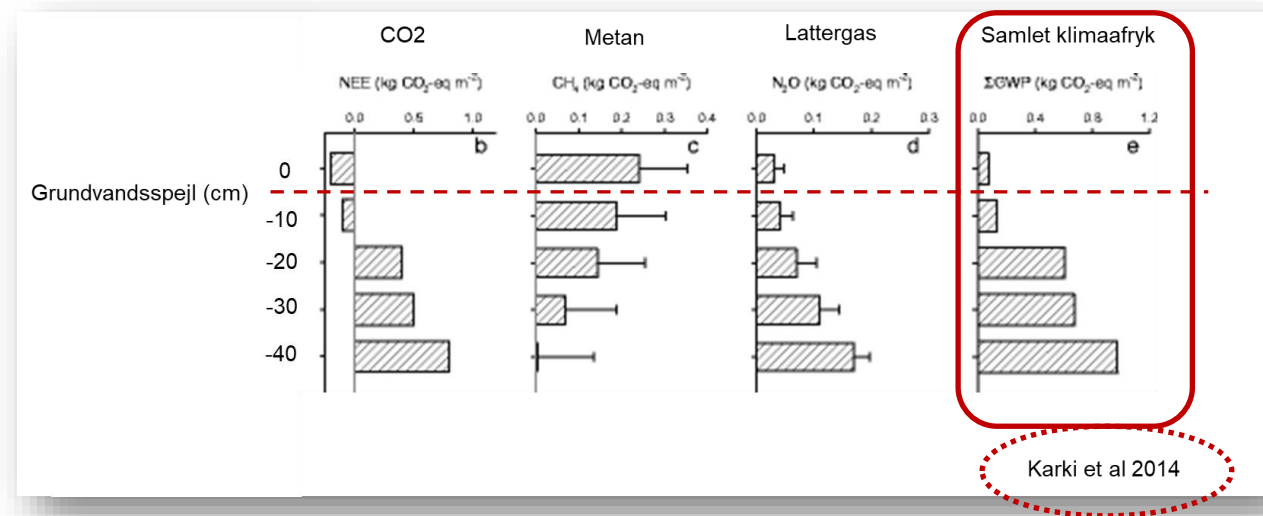 CO2 Metan Lattergas Samlet klimaafryk
NEE (kg CO₂-eq m⁻²) CH₄ (kg CO₂-eq m⁻²) N₂O (kg CO₂-eq m⁻²) ΣGWP (kg CO₂-eq m⁻²)
0.0 0.5 1.0 0.0 0.1 0.2 0.3 0.4 0.0 0.1 0.2 0.3 0.0 0.4 0.8 1.2
b c d e
0
Grundvandsspejl (cm)
-10
-20
-30
-40
Karki et al 2014